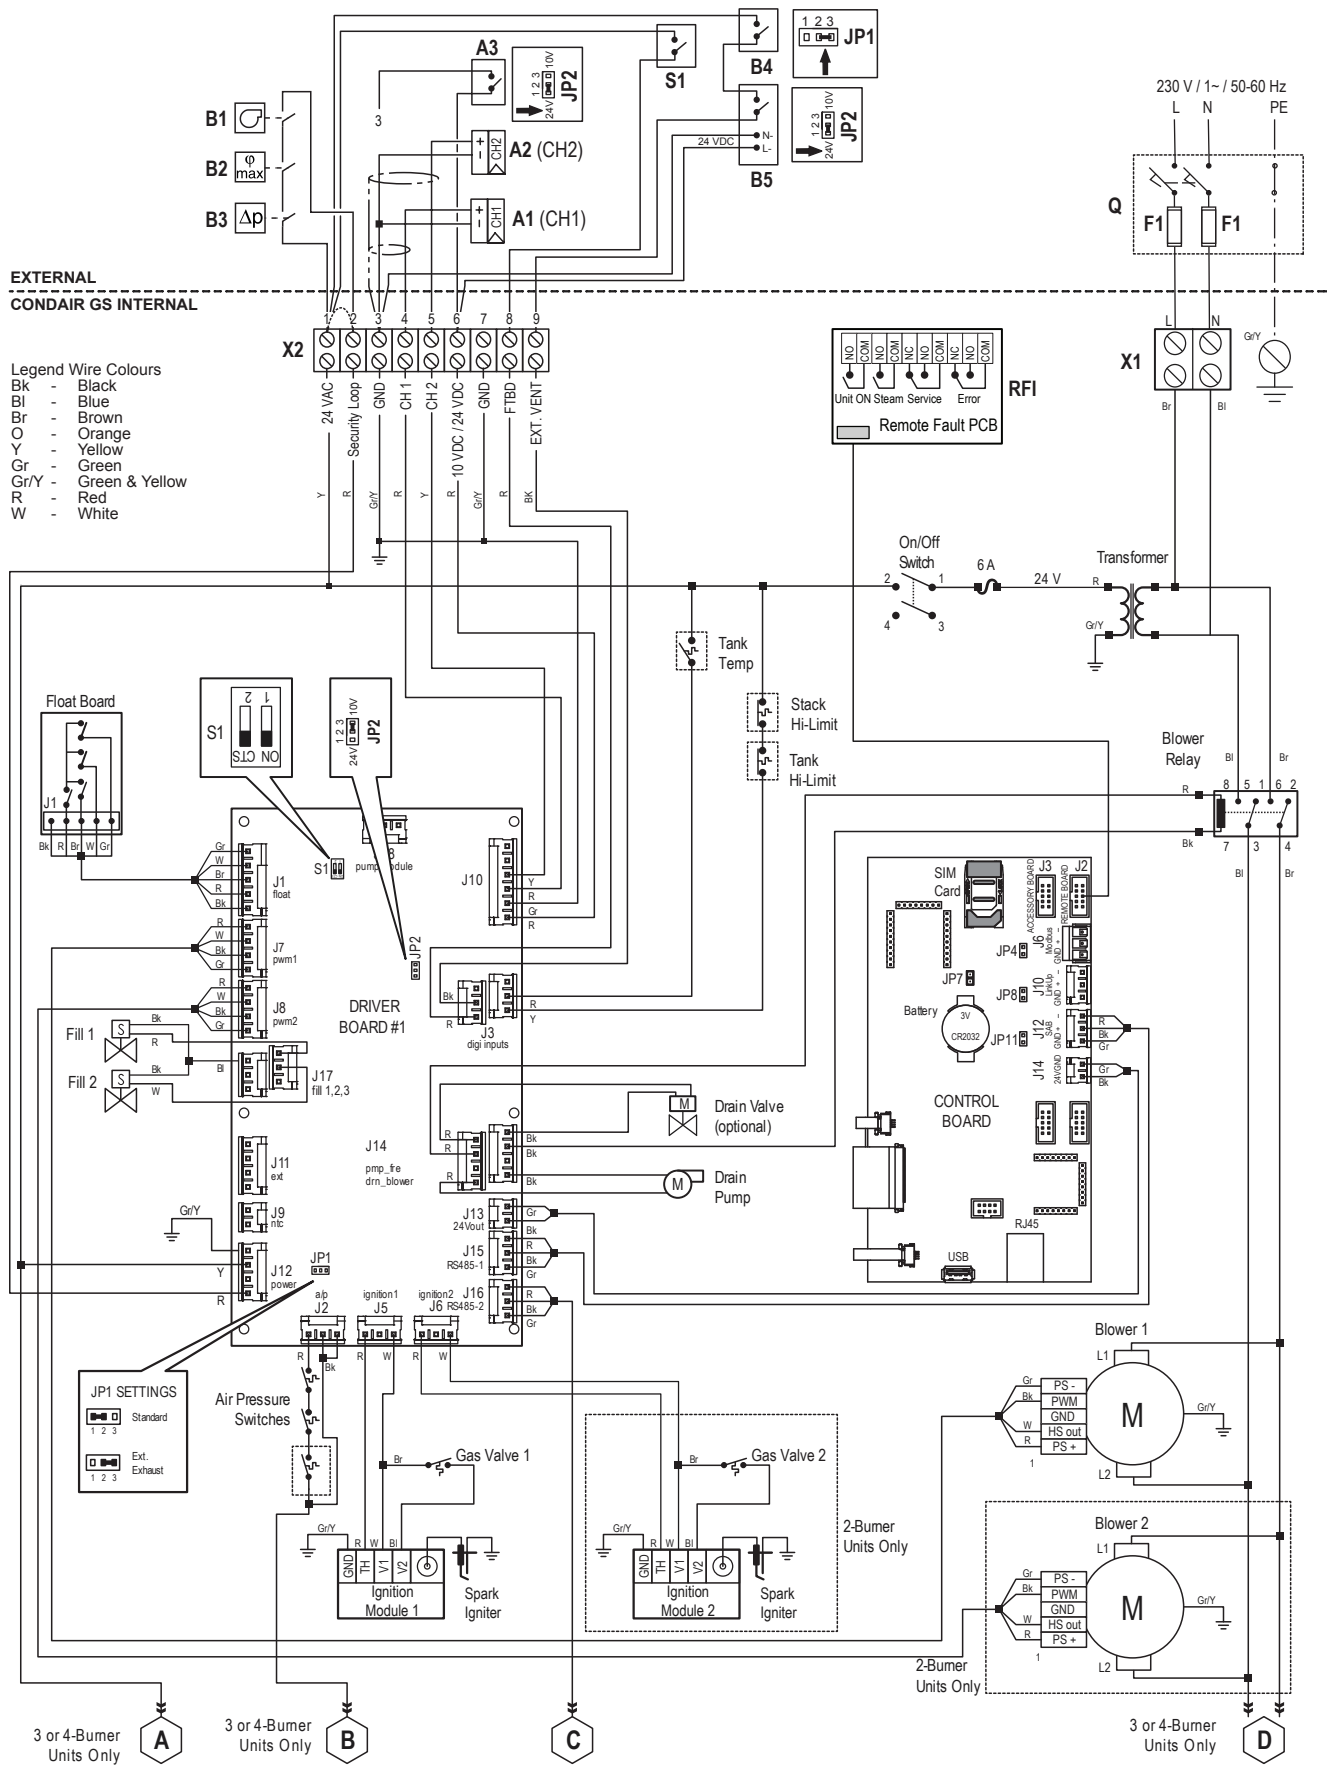 EXTERNAL
CONDAIR GS INTERNAL
B1
B2
φ
max
B3
Δp
A3
3
1 2 3
24V
10V
JP2
A2 (CH2)
+
-
CH2
A1 (CH1)
+
-
CH1
S1
B4
1 2 3
JP1
B5
24 VDC
N-
L-
1 2 3
24V
10V
JP2
230 V / 1~ / 50-60 Hz
L N PE
Q
F1
F1
X2
1 2 3 4 5 6 7 8 9
24 VAC
Security Loop
GND
CH 1
CH 2
10 VDC / 24 VDC
GND
FTBD
EXT. VENT
Y
R
Gr/Y
R
Y
R
Gr/Y
R
BK
Legend Wire Colours
Bk - Black
Bl - Blue
Br - Brown
O - Orange
Y - Yellow
Gr - Green
Gr/Y - Green & Yellow
R - Red
W - White
NO
COM
NO
COM
NC
NO
COM
NC
NO
COM
Unit ON Steam Service Error
Remote Fault PCB
RFI
L
N
X1
Gr/Y
Br
Bl
On/Off
Switch
2
1
4
3
6 A
24 V
Transformer
R
Gr/Y
Tank
Temp
Stack
Hi-Limit
Tank
Hi-Limit
Blower
Relay
Bl
Br
R
8 5 1 6 2
Bk
7 3 4
Bl
Br
Float Board
J1
Bk R Br W Gr
S1
2
1
CTS
ON
1 2 3
24V
10V
JP2
S1
pump module
JP2
J10
Y
R
Gr
R
Gr
W
Br
R
Bk
J1
float
R
W
Bk
Gr
J7
pwm1
R
W
Bk
Gr
J8
pwm2
DRIVER
BOARD #1
Bk
R
R
Y
J3
digi inputs
Fill 1
S
Bk
R
Fill 2
S
Bk
W
Bl
J17
fill 1,2,3
J11
ext
J9
ntc
Gr/Y
Y
R
J12
power
J14
pmp_fre
drn_blower
R
R
R
Bk
Bk
Bk
M
Drain Valve
(optional)
M
Drain
Pump
J13
24Vout
Gr
Bk
J15
RS485-1
R
Bk
Gr
J16
RS485-2
R
Bk
Gr
JP1
a/p
J2
ignition1
J5
ignition2
J6
R
Bk
R
W
R
W
SIM
Card
ACCESSORY BOARD
J3
REMOTE BOARD
J2
JP4
J6
Modbus
GND + -
JP7
JP8
J10
LinkUp
GND + -
Battery
3V
CR2032
JP11
J12
SAB
GND + -
R
Bk
Gr
J14
24VGND
Gr
Bk
CONTROL
BOARD
RJ45
USB
JP1 SETTINGS
1 2 3
Standard
1 2 3
Ext.
Exhaust
Air Pressure
Switches
Gas Valve 1
Br
Gr/Y
R W Bl
GND
TH
V1
V2
Ignition
Module 1
Spark
Igniter
Gas Valve 2
Br
Gr/Y
R W Bl
GND
TH
V1
V2
Ignition
Module 2
Spark
Igniter
2-Burner
Units Only
Blower 1
L1
Gr
Bk
W
R
1
PS -
PWM
GND
HS out
PS +
M
Gr/Y
L2
Blower 2
L1
Gr
Bk
W
R
1
PS -
PWM
GND
HS out
PS +
M
Gr/Y
L2
2-Burner
Units Only
3 or 4-Burner
Units Only
A
3 or 4-Burner
Units Only
B
C
3 or 4-Burner
Units Only
D